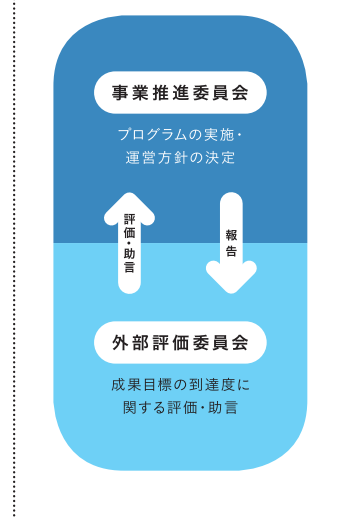 事業推進委員会
プログラムの実施・
運営方針の決定
評価・助言
報告
外部評価委員会
成果目標の到達度に
関する評価・助言